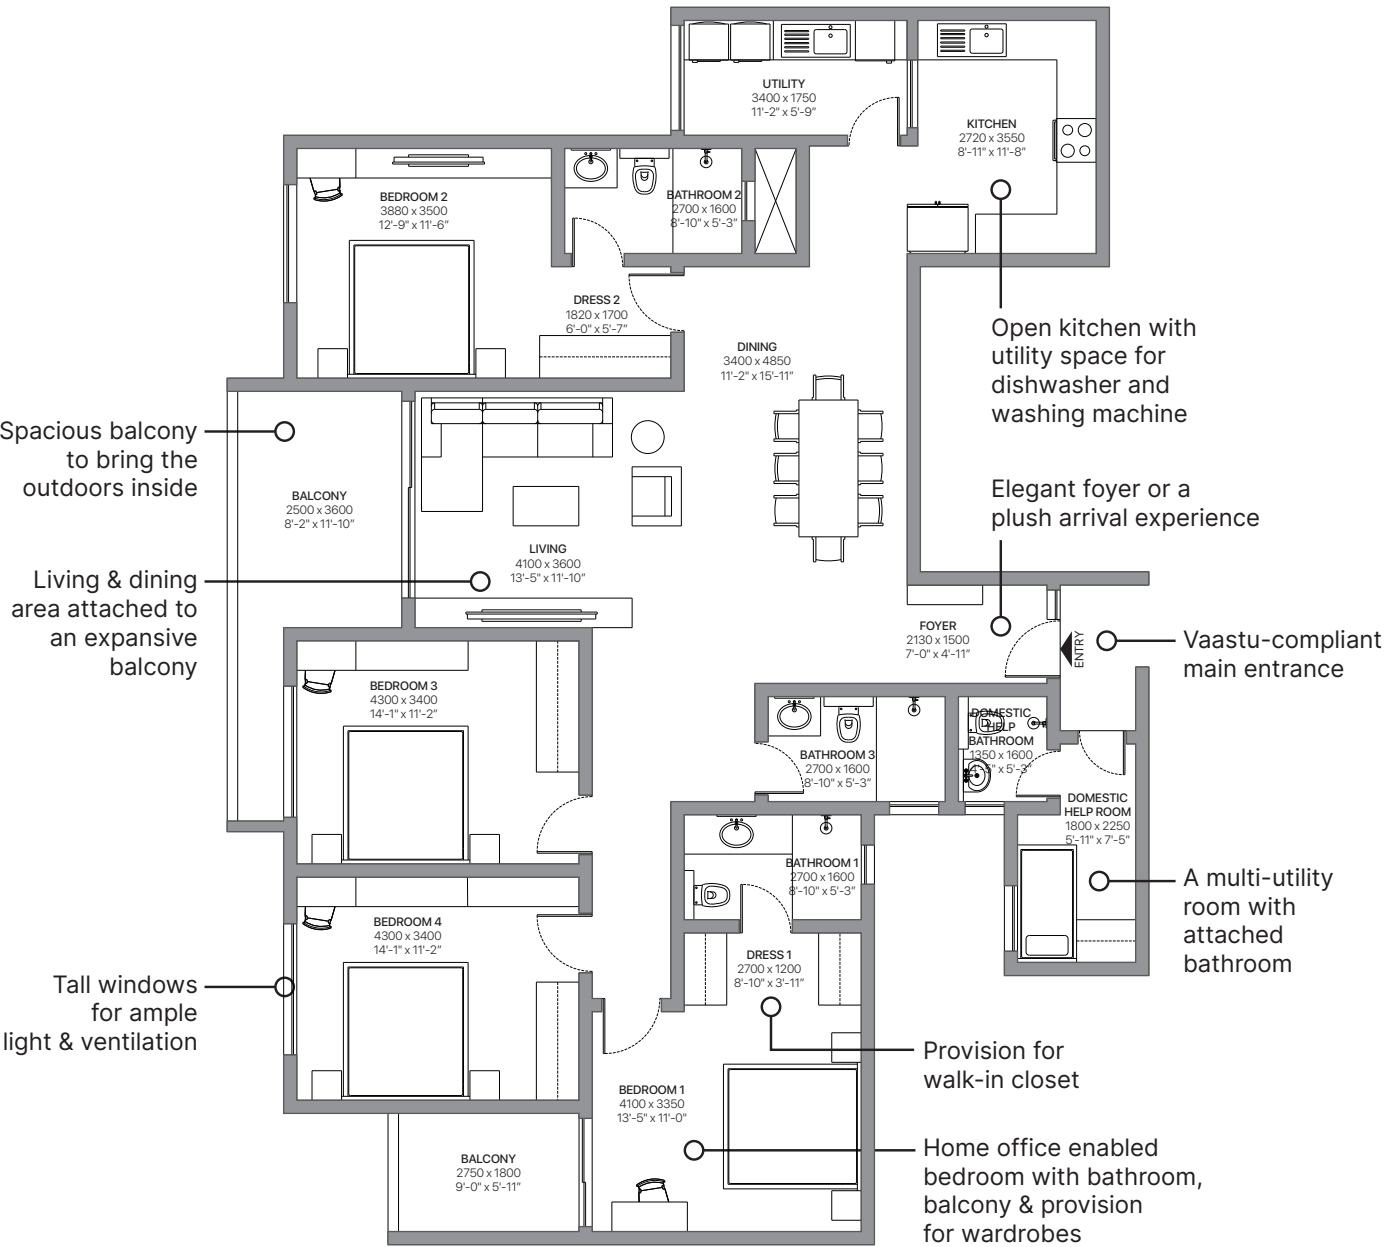 UTILITY
3400 x 1750
11'-2" x 5'-9"
KITCHEN
2720 x 3550
8'-11" x 11'-8"
BEDROOM 2
3880 x 3500
12'-9" x 11'-6"
BATHROOM 2
2700 x 1600
8'-10" x 5'-3"
DRESS 2
1820 x 1700
6'-0" x 5'-7"
DINING
3400 x 4850
11'-2" x 15'-11"
Open kitchen with
utility space for
dishwasher and
washing machine
Spacious balcony
to bring the
outdoors inside
BALCONY
2500 x 3600
8'-2" x 11'-10"
Elegant foyer or a
plush arrival experience
LIVING
4100 x 3600
13'-5" x 11'-10"
Living & dining
area attached to
an expansive
balcony
FOYER
2130 x 1500
7'-0" x 4'-11"
ENTRY
Vaastu-compliant
main entrance
BEDROOM 3
4300 x 3400
14'-1" x 11'-2"
BATHROOM 3
2700 x 1600
8'-10" x 5'-3"
DOMESTIC
HELP
BATHROOM
1350 x 1600
4'-5" x 5'-3"
DOMESTIC
HELP ROOM
1800 x 2250
5'-11" x 7'-5"
BATHROOM 1
2700 x 1600
8'-10" x 5'-3"
A multi-utility
room with
attached
bathroom
BEDROOM 4
4300 x 3400
14'-1" x 11'-2"
DRESS 1
2700 x 1200
8'-10" x 3'-11"
Tall windows
for ample
light & ventilation
Provision for
walk-in closet
BEDROOM 1
4100 x 3350
13'-5" x 11'-0"
BALCONY
2750 x 1800
9'-0" x 5'-11"
Home office enabled
bedroom with bathroom,
balcony & provision
for wardrobes